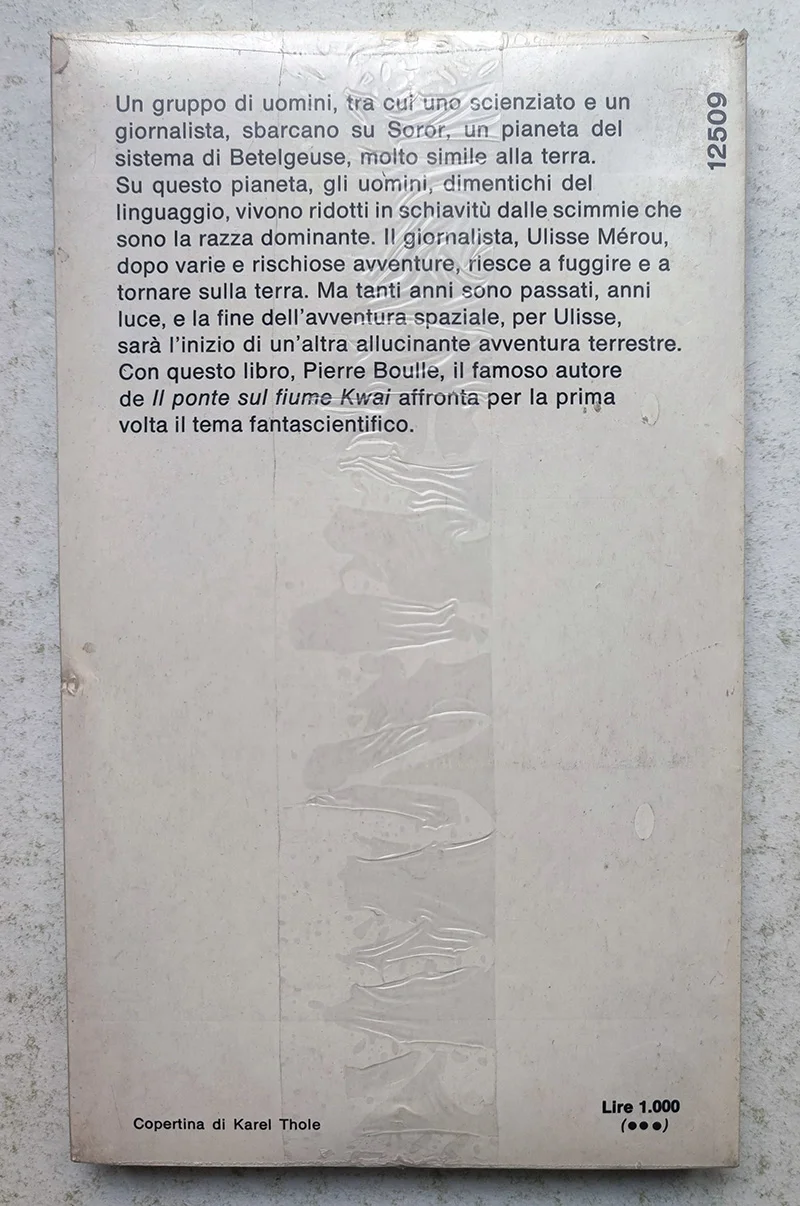 Un gruppo di uomini, tra cui uno scienziato e un
giornalista, sbarcano su Soror, un pianeta del
sistema di Betelgeuse, molto simile alla terra.
Su questo pianeta, gli uomini, dimentichi del
linguaggio, vivono ridotti in schiavitù dalle scimmie che
sono la razza dominante. Il giornalista, Ulisse Mérou,
dopo varie e rischiose avventure, riesce a fuggire e a
tornare sulla terra. Ma tanti anni sono passati, anni
luce, e la fine dell'avventura spaziale, per Ulisse,
sarà l'inizio di un'altra allucinante avventura terrestre.
Con questo libro, Pierre Boulle, il famoso autore
de Il ponte sul fiume Kwai affronta per la prima
volta il tema fantascientifico.
12509
Copertina di Karel Thole
Lire 1.000
(●●●)